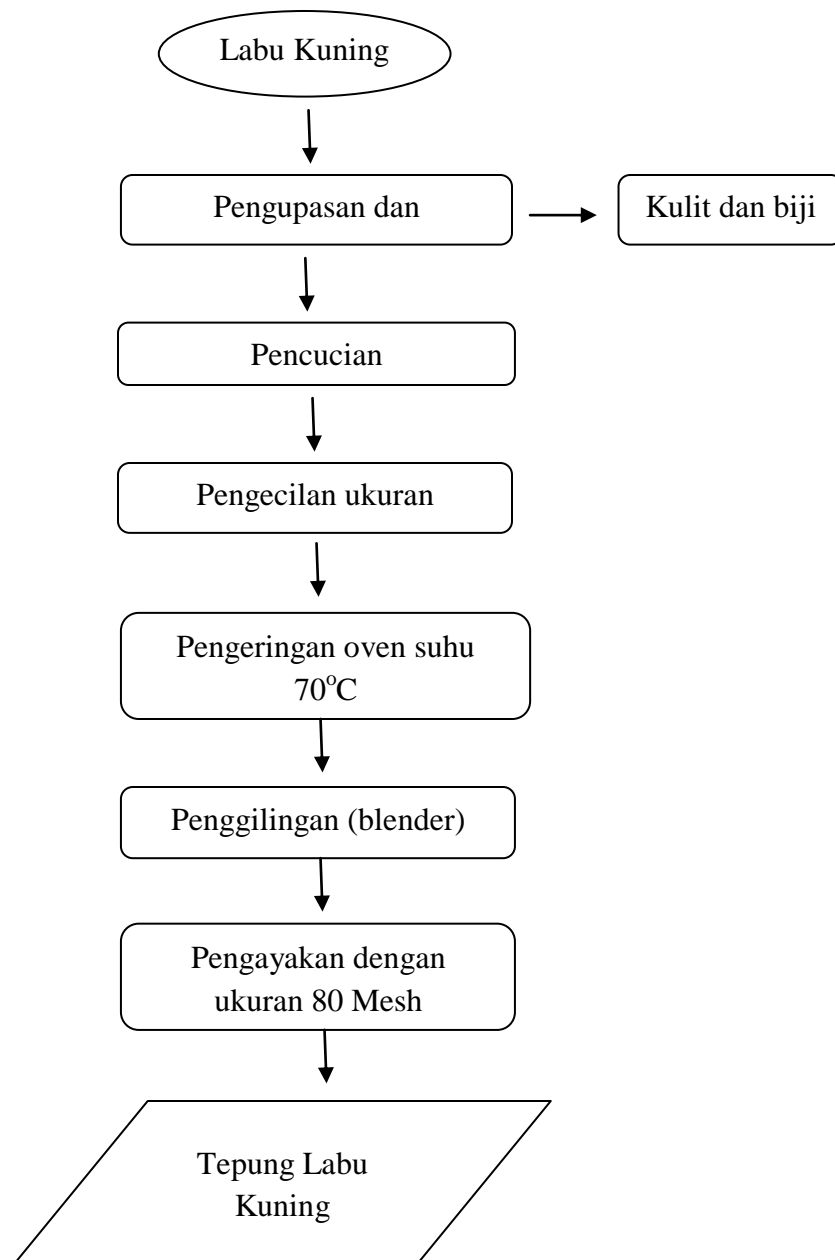 Labu Kuning
Pengupasan dan
Kulit dan biji
Pencucian
Pengecilan ukuran
Pengeringan oven suhu
70°C
Penggilingan (blender)
Pengayakan dengan
ukuran 80 Mesh
Tepung Labu
Kuning